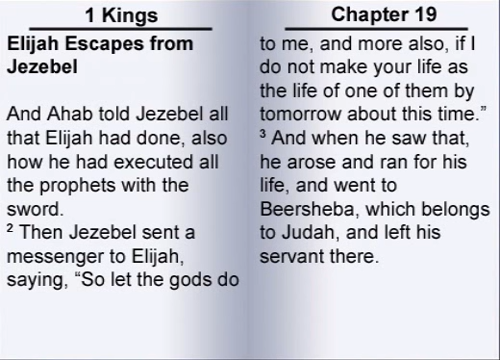 1 Kings
Elijah Escapes from
Jezebel
And Ahab told Jezebel all
that Elijah had done, also
how he had executed all
the prophets with the
sword.
² Then Jezebel sent a
messenger to Elijah,
saying, “So let the gods do
Chapter 19
to me, and more also, if I
do not make your life as
the life of one of them by
tomorrow about this time.”
³ And when he saw that,
he arose and ran for his
life, and went to
Beersheba, which belongs
to Judah, and left his
servant there.